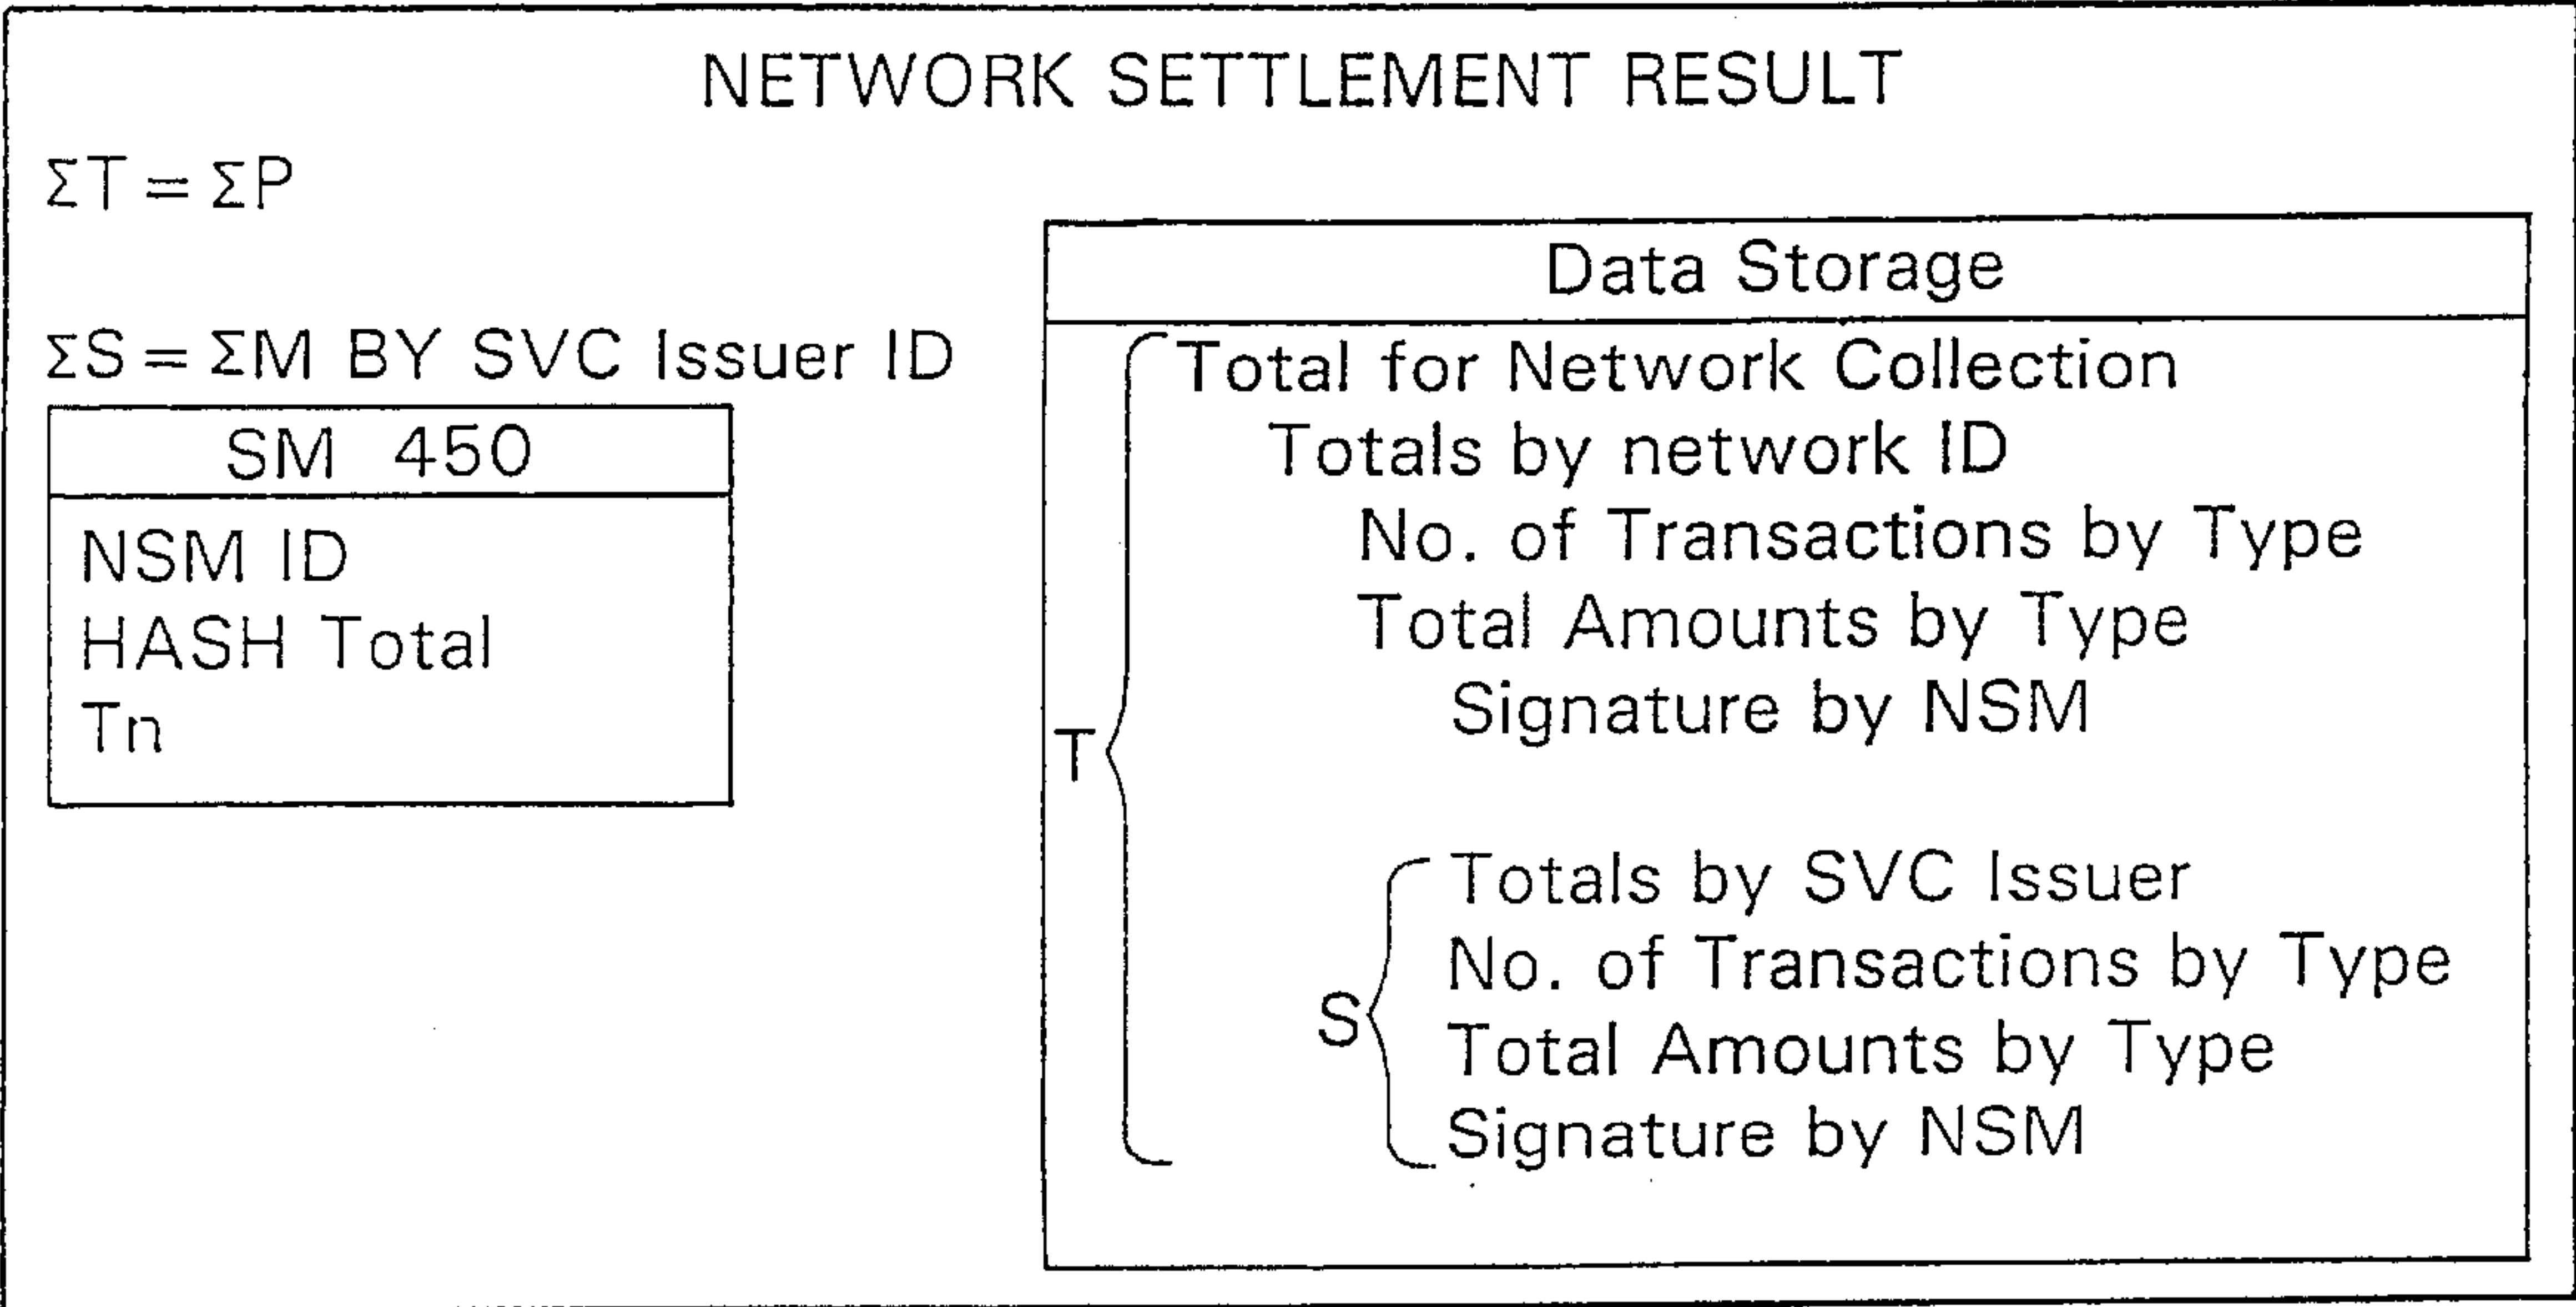 NETWORK SETTLEMENT RESULT
ΣT = ΣP
ΣS = ΣM BY SVC Issuer ID
SM 450
NSM ID
HASH Total
Tn
Data Storage
Total for Network Collection
Totals by network ID
No. of Transactions by Type
Total Amounts by Type
Signature by NSM
T
Totals by SVC Issuer
No. of Transactions by Type
S
Total Amounts by Type
Signature by NSM